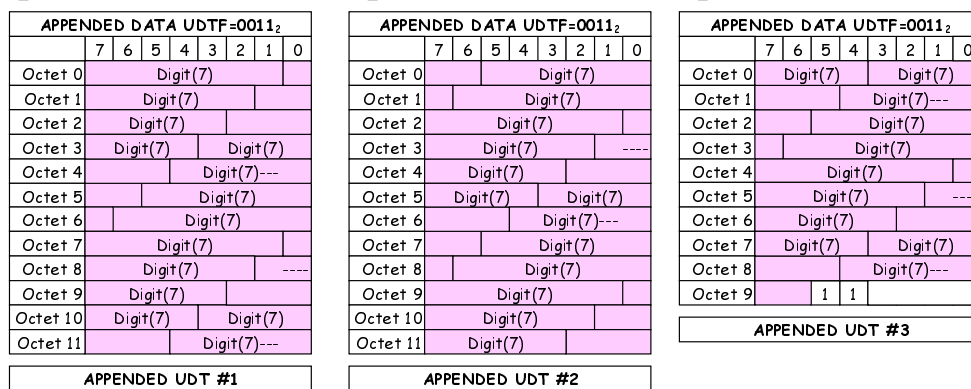 APPENDED DATA UDTF=0011₂
7 6 5 4 3 2 1 0
Octet 0 Digit(7)
Octet 1 Digit(7)
Octet 2 Digit(7)
Octet 3 Digit(7) Digit(7)
Octet 4 Digit(7)---
Octet 5 Digit(7)
Octet 6 Digit(7)
Octet 7 Digit(7)
Octet 8 Digit(7) ----
Octet 9 Digit(7)
Octet 10 Digit(7) Digit(7)
Octet 11 Digit(7)---
APPENDED UDT #1
APPENDED DATA UDTF=0011₂
7 6 5 4 3 2 1 0
Octet 0 Digit(7)
Octet 1 Digit(7)
Octet 2 Digit(7)
Octet 3 Digit(7) ----
Octet 4 Digit(7)
Octet 5 Digit(7) Digit(7)
Octet 6 Digit(7)---
Octet 7 Digit(7)
Octet 8 Digit(7)
Octet 9 Digit(7)
Octet 10 Digit(7)
Octet 11 Digit(7)
APPENDED UDT #2
APPENDED DATA UDTF=0011₂
7 6 5 4 3 2 1 0
Octet 0 Digit(7) Digit(7)
Octet 1 Digit(7)---
Octet 2 Digit(7)
Octet 3 Digit(7)
Octet 4 Digit(7)
Octet 5 Digit(7) ---
Octet 6 Digit(7)
Octet 7 Digit(7) Digit(7)
Octet 8 Digit(7)---
Octet 9 1 1
APPENDED UDT #3